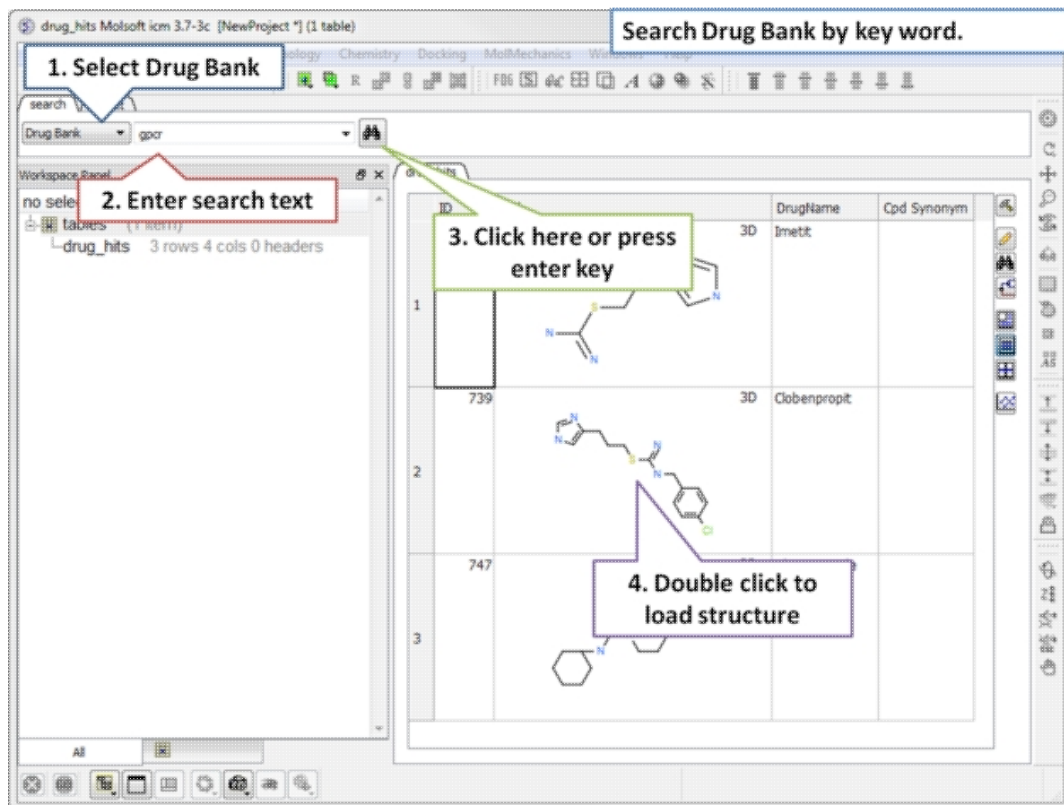 drug_hits Molsoft icm 3.7-3c [NewProject *] (1 table)
Search Drug Bank by key word.
Chemistry Docking MolMechanics
1. Select Drug Bank
R FOG A
search
Drug Bank gpcr
Workspace Panel
2. Enter search text
tables (1 item)
drug_hits 3 rows 4 cols 0 headers
ID DrugName Cpd Synonym
3. Click here or press
enter key
3D Imetit
1
S N N N
739 3D Clobenpropit
2
N N S N N Cl
747
4. Double click to
load structure
3
N
All